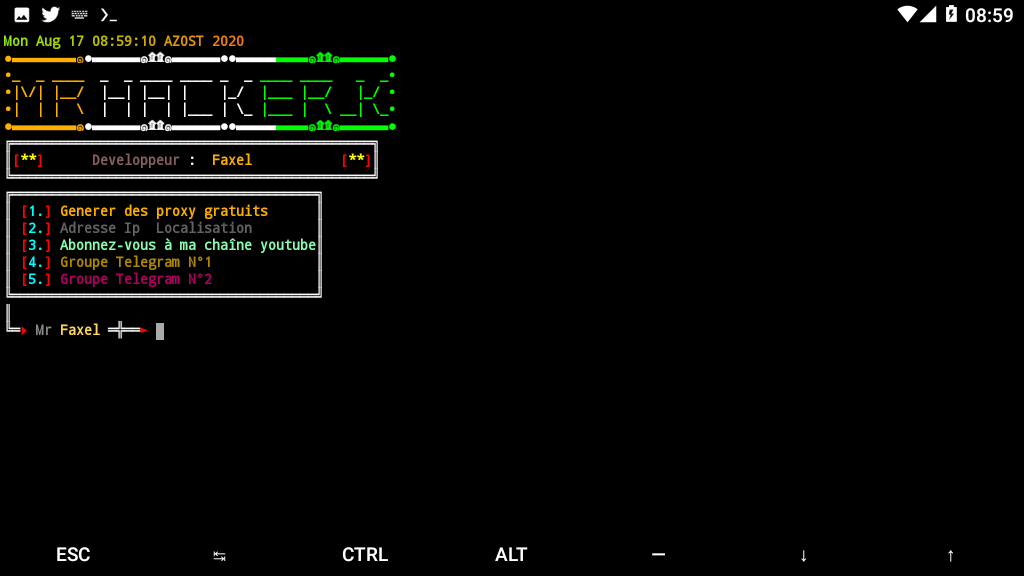 08:59
Mon Aug 17 08:59:10 AZOST 2020
MR HACKER_K
[**] Developpeur : Faxel [**]
[1.] Generer des proxy gratuits
[2.] Adresse Ip Localisation
[3.] Abonnez-vous à ma chaîne youtube
[4.] Groupe Telegram N°1
[5.] Groupe Telegram N°2
Mr Faxel
ESC ↹ CTRL ALT — ↓ ↑